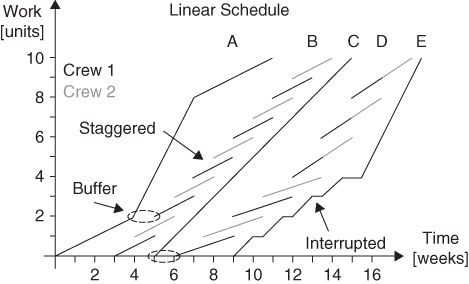 Linear Schedule
Work
[units]
A B C D E
10
Crew 1
Crew 2
8
Staggered
6
4
Buffer
2
Interrupted
Time
[weeks]
2 4 6 8 10 12 14 16